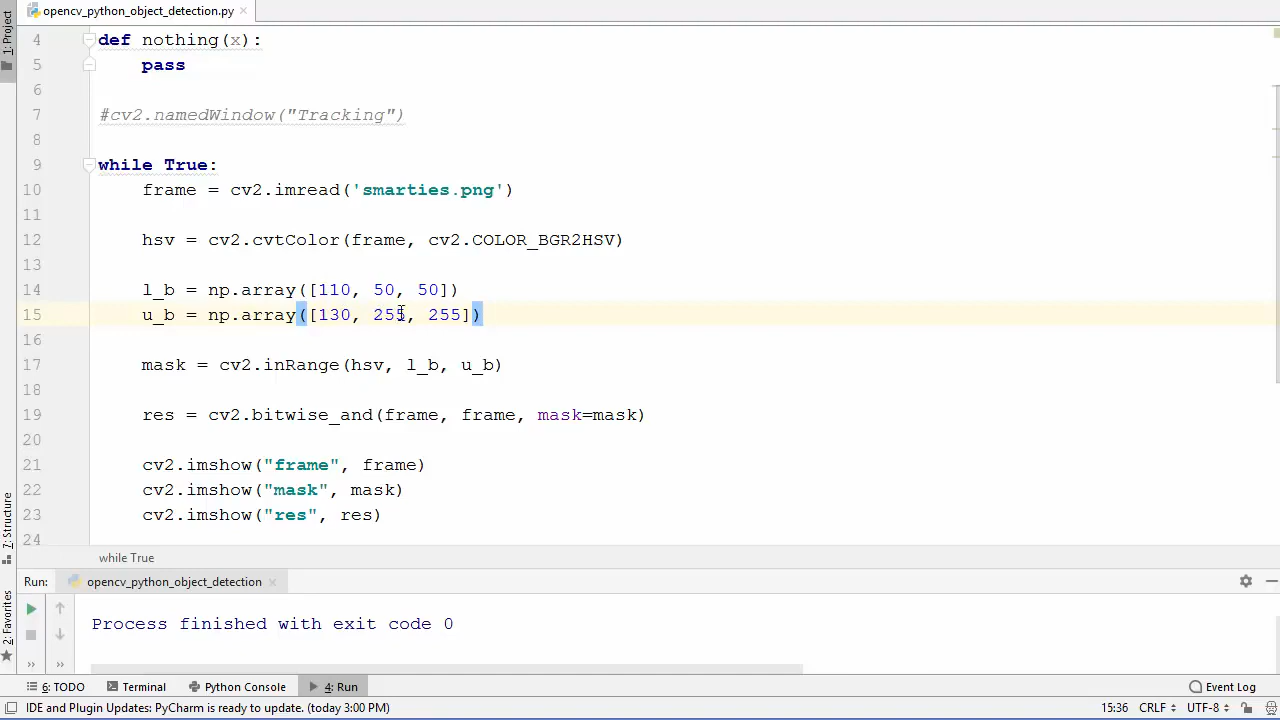 opencv_python_object_detection.py
1: Project
4 def nothing(x):
5 pass
6
7 #cv2.namedWindow("Tracking")
8
9 while True:
10 frame = cv2.imread('smarties.png')
11
12 hsv = cv2.cvtColor(frame, cv2.COLOR_BGR2HSV)
13
14 l_b = np.array([110, 50, 50])
15 u_b = np.array([130, 255, 255])
16
17 mask = cv2.inRange(hsv, l_b, u_b)
18
19 res = cv2.bitwise_and(frame, frame, mask=mask)
20
21 cv2.imshow("frame", frame)
22 cv2.imshow("mask", mask)
23 cv2.imshow("res", res)
24
7: Structure
while True
2: Favorites
Run: opencv_python_object_detection
Process finished with exit code 0
6: TODO Terminal Python Console 4: Run Event Log
IDE and Plugin Updates: PyCharm is ready to update. (today 3:00 PM) 15:36 CRLF UTF-8